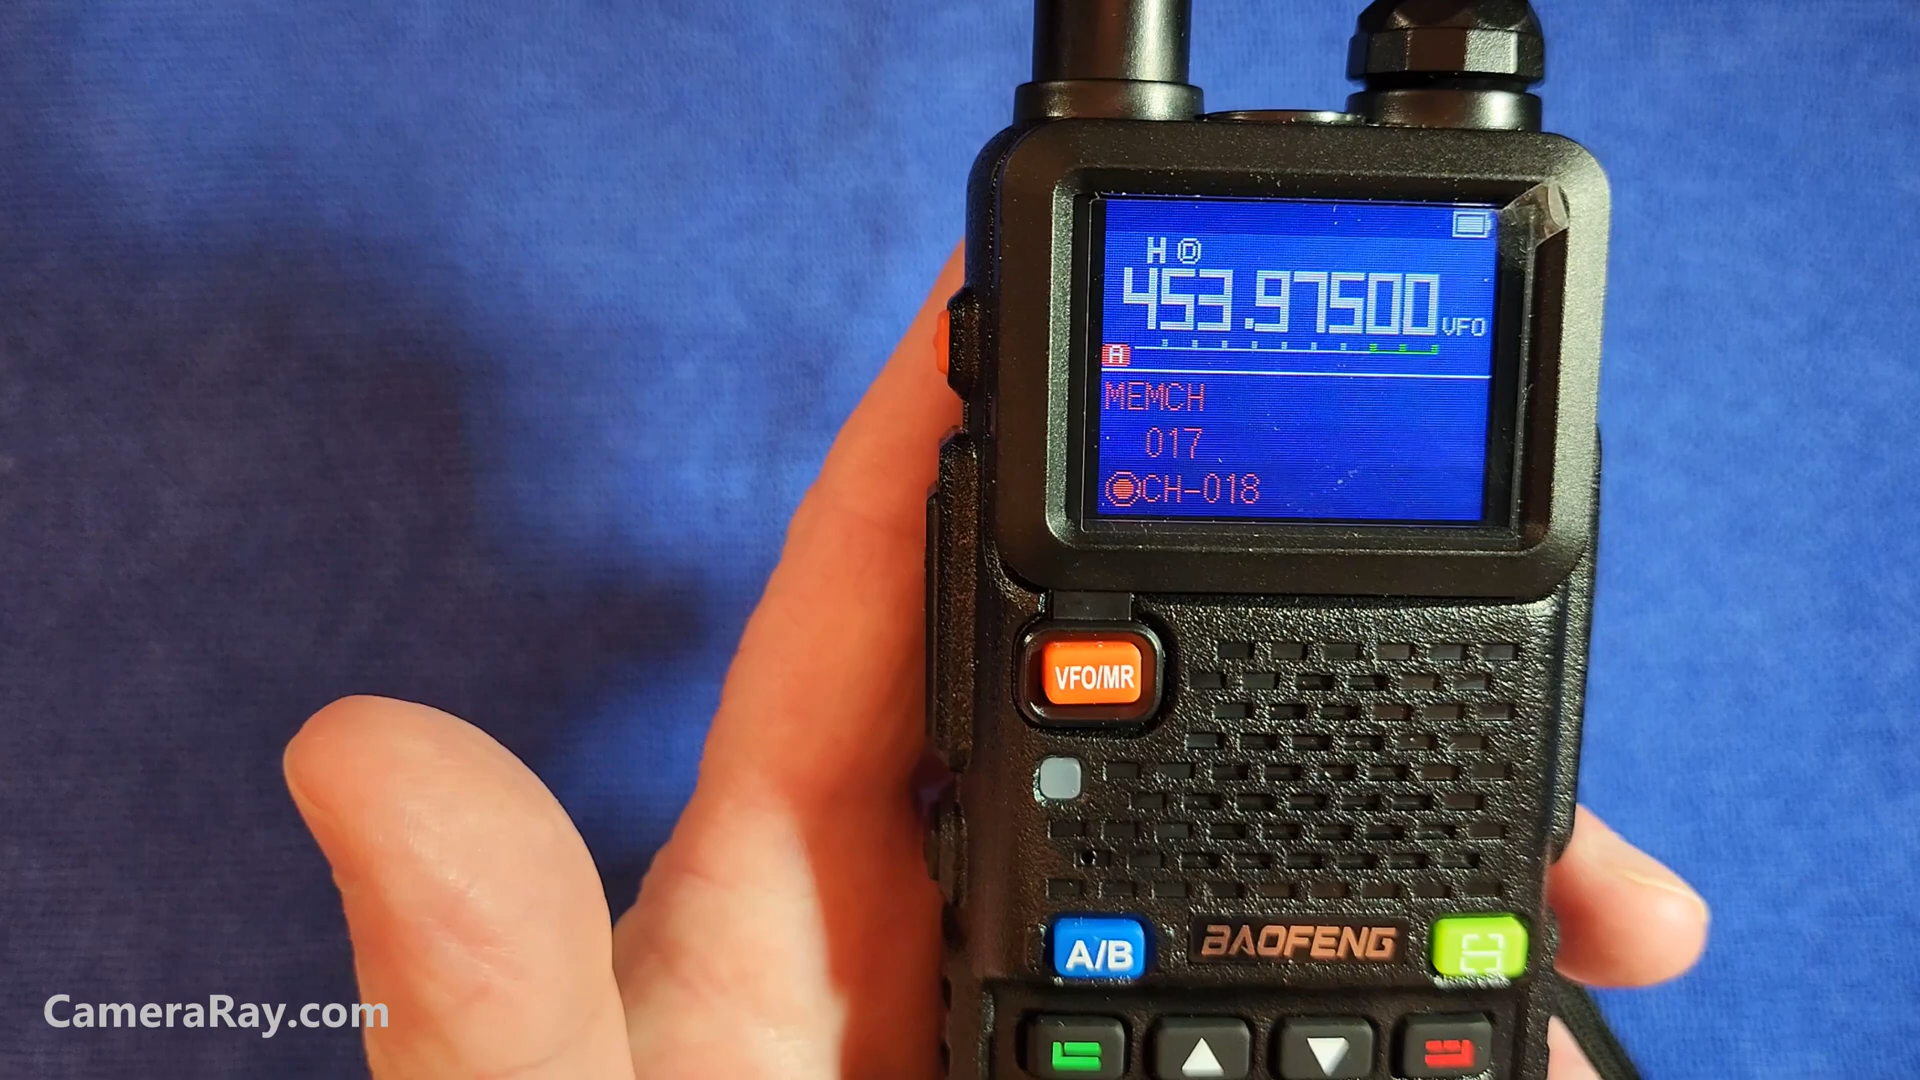 H D
453.97500 VFO
A
MEMCH
017
CH-018
VFO/MR
A/B BAOFENG
CameraRay.com